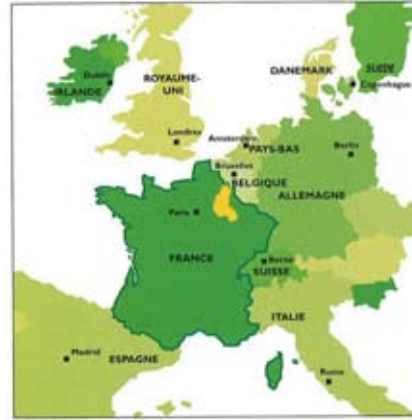 SUÈDE
DANEMARK
Copenhague
Dublin
IRLANDE
ROYAUME-
UNI
Londres
Amsterdam
PAYS-BAS
Berlin
Bruxelles
BELGIQUE
ALLEMAGNE
Paris
FRANCE
Berne
SUISSE
ITALIE
Madrid
ESPAGNE
Rome